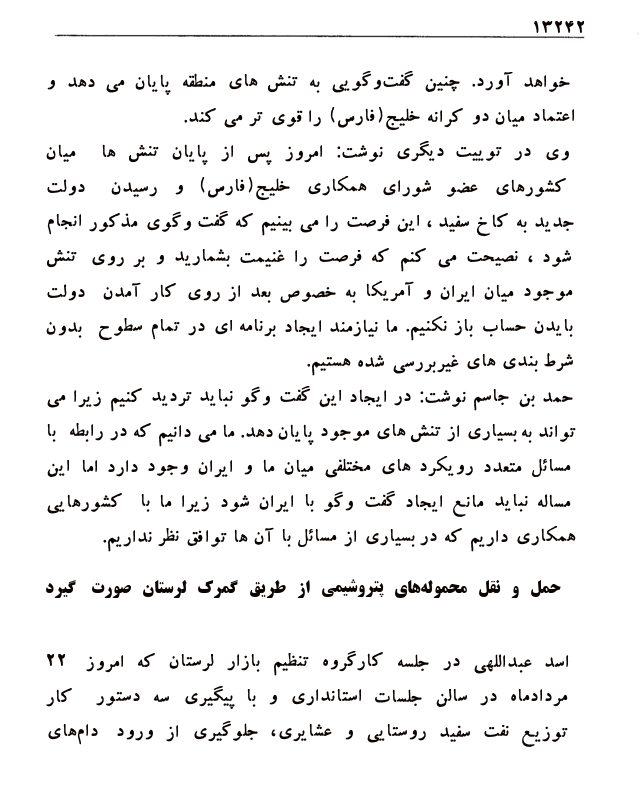 ۱۳۲۴۲
خواهد آورد. چنین گفت‌وگویی به تنش های منطقه پایان می دهد و
اعتماد میان دو کرانه خلیج(فارس) را قوی تر می کند.
وی در توییت دیگری نوشت: امروز پس از پایان تنش ها میان
کشورهای عضو شورای همکاری خلیج(فارس) و رسیدن دولت
جدید به کاخ سفید ، این فرصت را می بینیم که گفت وگوی مذکور انجام
شود ، نصیحت می کنم که فرصت را غنیمت بشمارید و بر روی تنش
موجود میان ایران و آمریکا به خصوص بعد از روی کار آمدن دولت
بایدن حساب باز نکنیم. ما نیازمند ایجاد برنامه ای در تمام سطوح بدون
شرط بندی های غیربررسی شده هستیم.
حمد بن جاسم نوشت: در ایجاد این گفت وگو نباید تردید کنیم زیرا می
تواند به بسیاری از تنش های موجود پایان دهد. ما می دانیم که در رابطه با
مسائل متعدد رویکرد های مختلفی میان ما و ایران وجود دارد اما این
مساله نباید مانع ایجاد گفت وگو با ایران شود زیرا ما با کشورهایی
همکاری داریم که در بسیاری از مسائل با آن ها توافق نظر نداریم.
حمل و نقل محموله‌های پتروشیمی از طریق گمرک لرستان صورت گیرد
اسد عبداللهی در جلسه کارگروه تنظیم بازار لرستان که امروز ۲۲
مردادماه در سالن جلسات استانداری و با پیگیری سه دستور کار
توزیع نفت سفید روستایی و عشایری، جلوگیری از ورود دام‌های